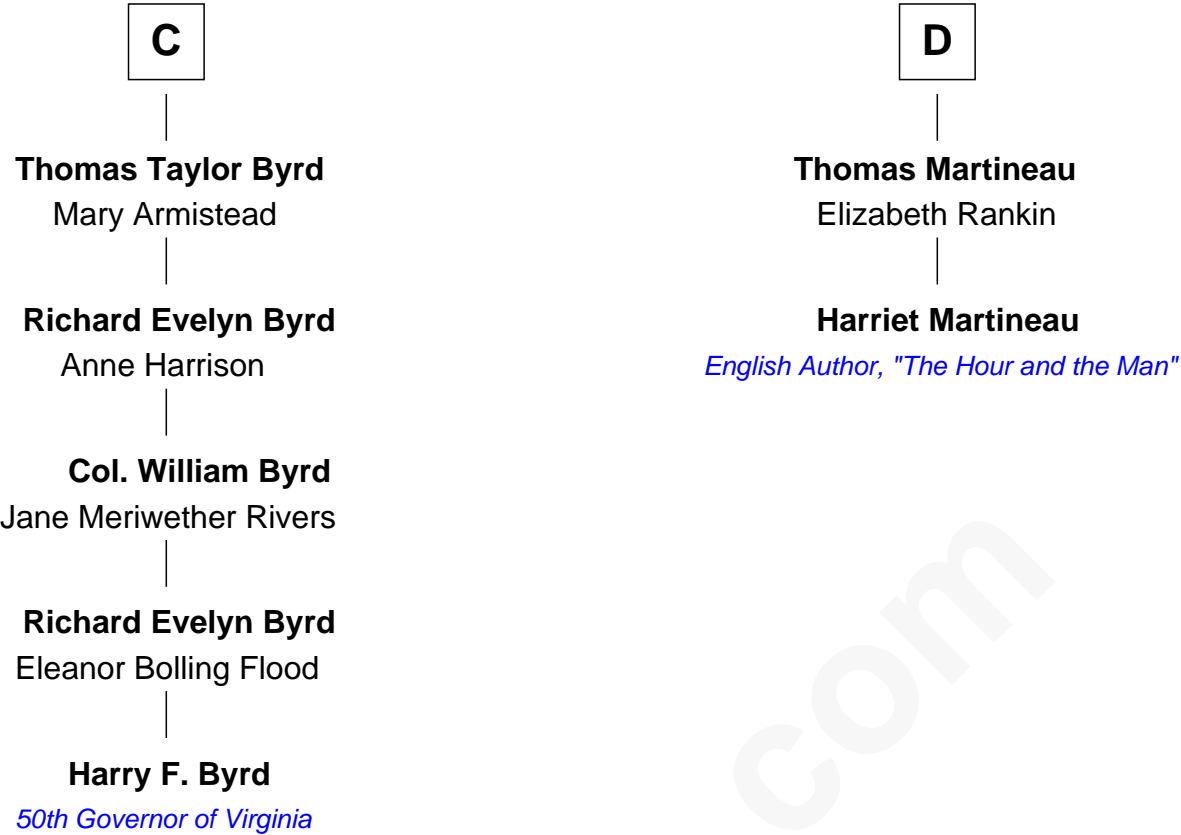 C
Thomas Taylor Byrd
Mary Armistead
Richard Evelyn Byrd
Anne Harrison
Col. William Byrd
Jane Meriwether Rivers
Richard Evelyn Byrd
Eleanor Bolling Flood
Harry F. Byrd
50th Governor of Virginia
D
Thomas Martineau
Elizabeth Rankin
Harriet Martineau
English Author, "The Hour and the Man"
com